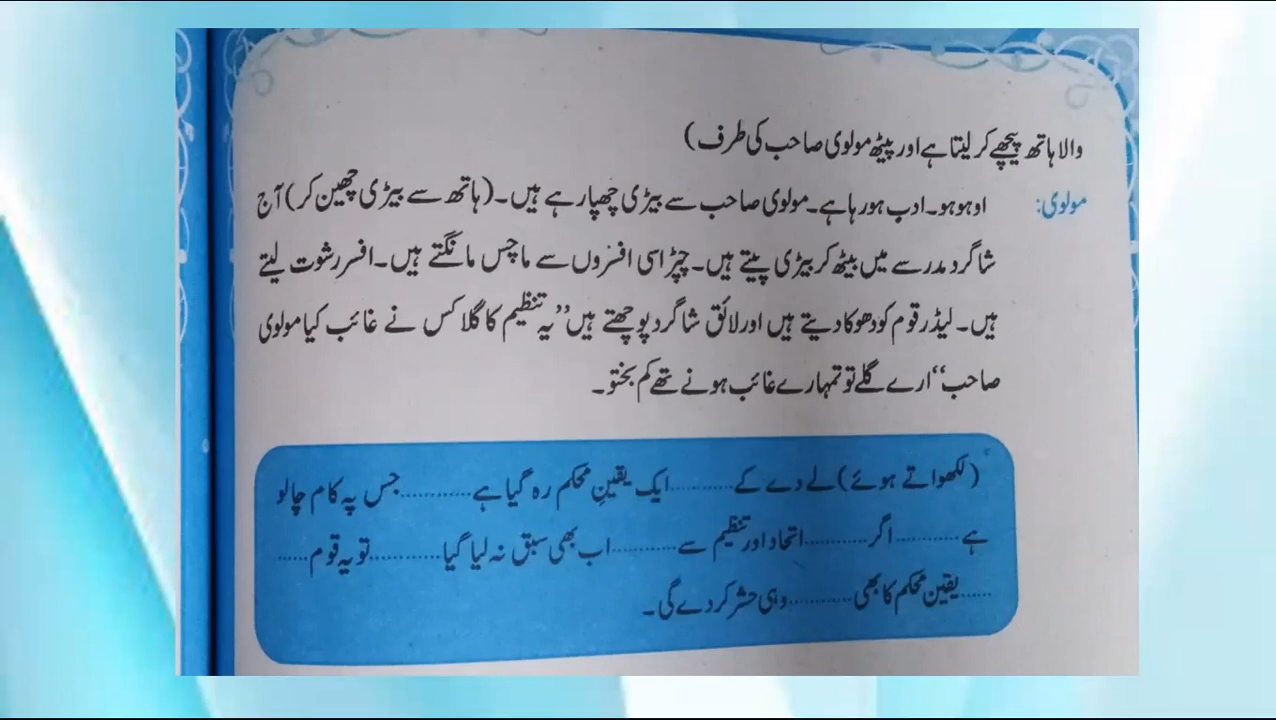 والا ہاتھ پیچھے کر لیتا ہے اور پیٹھ مولوی صاحب کی طرف)
مولوی: اوہو ہو۔ ادب ہو رہا ہے۔ مولوی صاحب سے بیڑی چھپا رہے ہیں۔ (ہاتھ سے بیڑی چھین کر) آج
شاگرد مدرسے میں بیٹھ کر بیڑی پیتے ہیں۔ چپڑاسی افسروں سے ماچس مانگتے ہیں۔ افسر رشوت لیتے
ہیں۔ لیڈر قوم کو دھوکا دیتے ہیں اور لائق شاگرد پوچھتے ہیں ”یہ تنظیم کا گلا کس نے غائب کیا مولوی
صاحب“ ارے گلے تو تمہارے غائب ہونے تھے کم بختو۔
(لکھواتے ہوئے) لے دے کے ........... ایک یقینِ محکم رہ گیا ہے ............ جس پہ کام چالو
ہے ........... اگر ........... اتحاد اور تنظیم سے ........... اب بھی سبق نہ لیا گیا ............ تو یہ قوم ......
...... یقین محکم کا بھی ........... وہی حشر کر دے گی۔